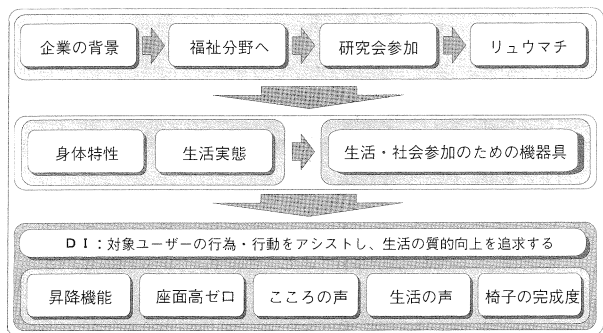 企業の背景
福祉分野へ
研究会参加
リュウマチ
身体特性
生活実態
生活・社会参加のための機器具
DI：対象ユーザーの行為・行動をアシストし、生活の質的向上を追求する
昇降機能
座面高ゼロ
こころの声
生活の声
椅子の完成度